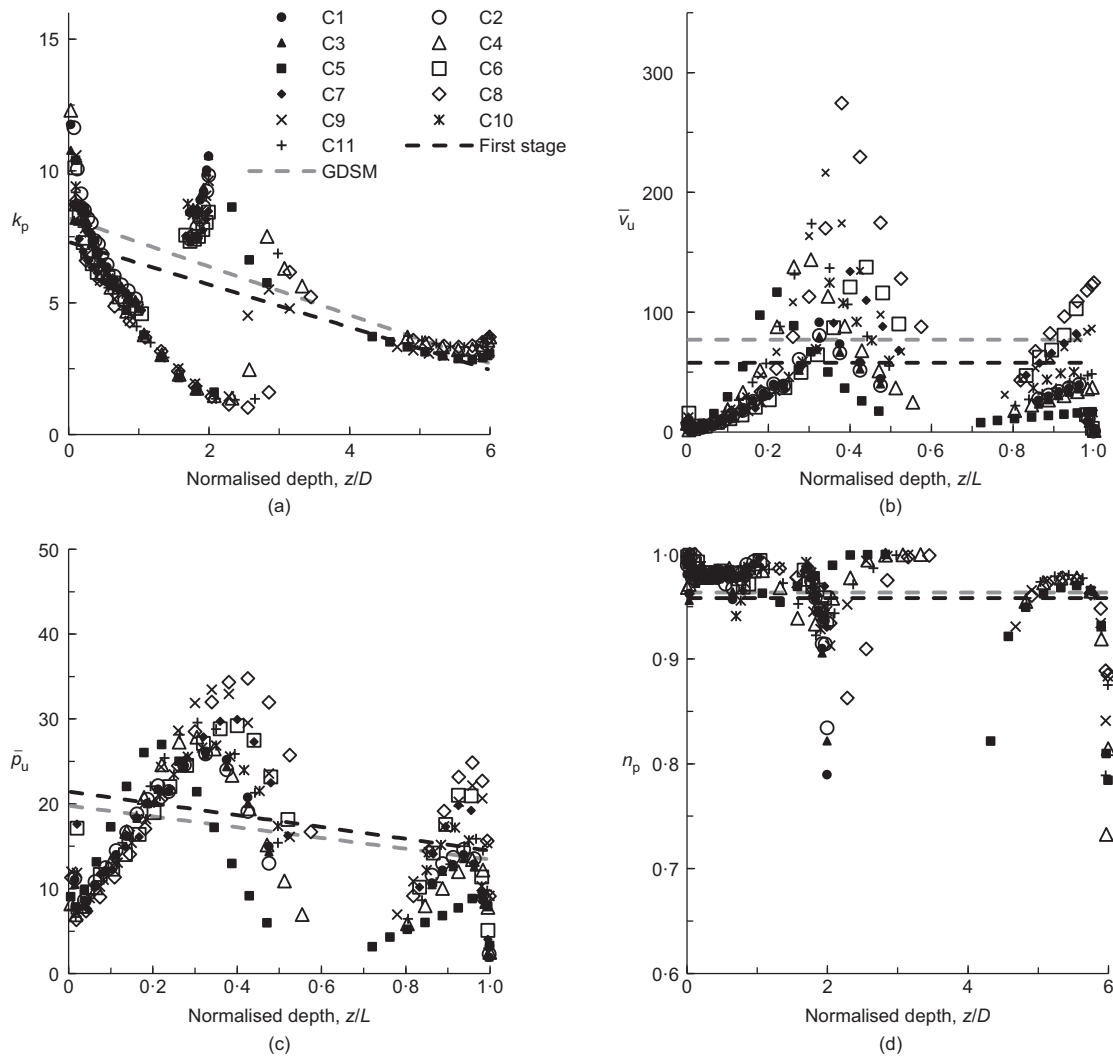 C1
C2
C3
C4
C5
C6
C7
C8
C9
C10
C11
First stage
GDSM
15
10
5
0
kp
0
2
4
6
Normalised depth, z/D
(a)
300
200
100
0
v̄u
0
0·2
0·4
0·6
0·8
1·0
Normalised depth, z/L
(b)
50
40
30
20
10
0
p̄u
0
0·2
0·4
0·6
0·8
1·0
Normalised depth, z/L
(c)
1·0
0·9
0·8
0·7
0·6
np
0
2
4
6
Normalised depth, z/D
(d)